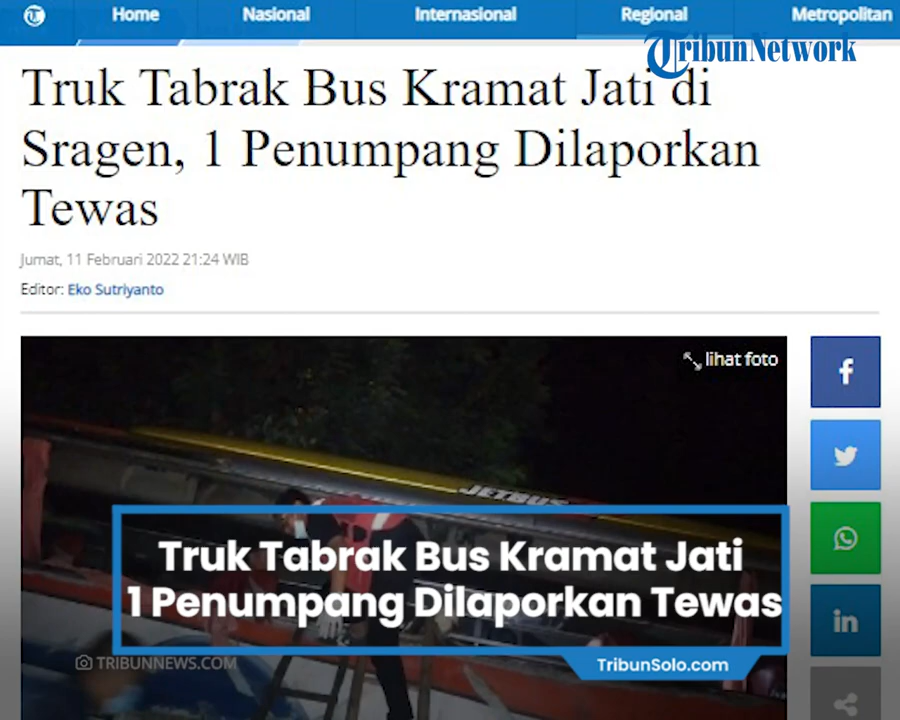 Home Nasional Internasional Regional Metropolitan
TribunNetwork
Truk Tabrak Bus Kramat Jati di
Sragen, 1 Penumpang Dilaporkan
Tewas
Jumat, 11 Februari 2022 21:24 WIB
Editor: Eko Sutriyanto
lihat foto
JETBUS
Truk Tabrak Bus Kramat Jati
1 Penumpang Dilaporkan Tewas
TRIBUNNEWS.COM
TribunSolo.com